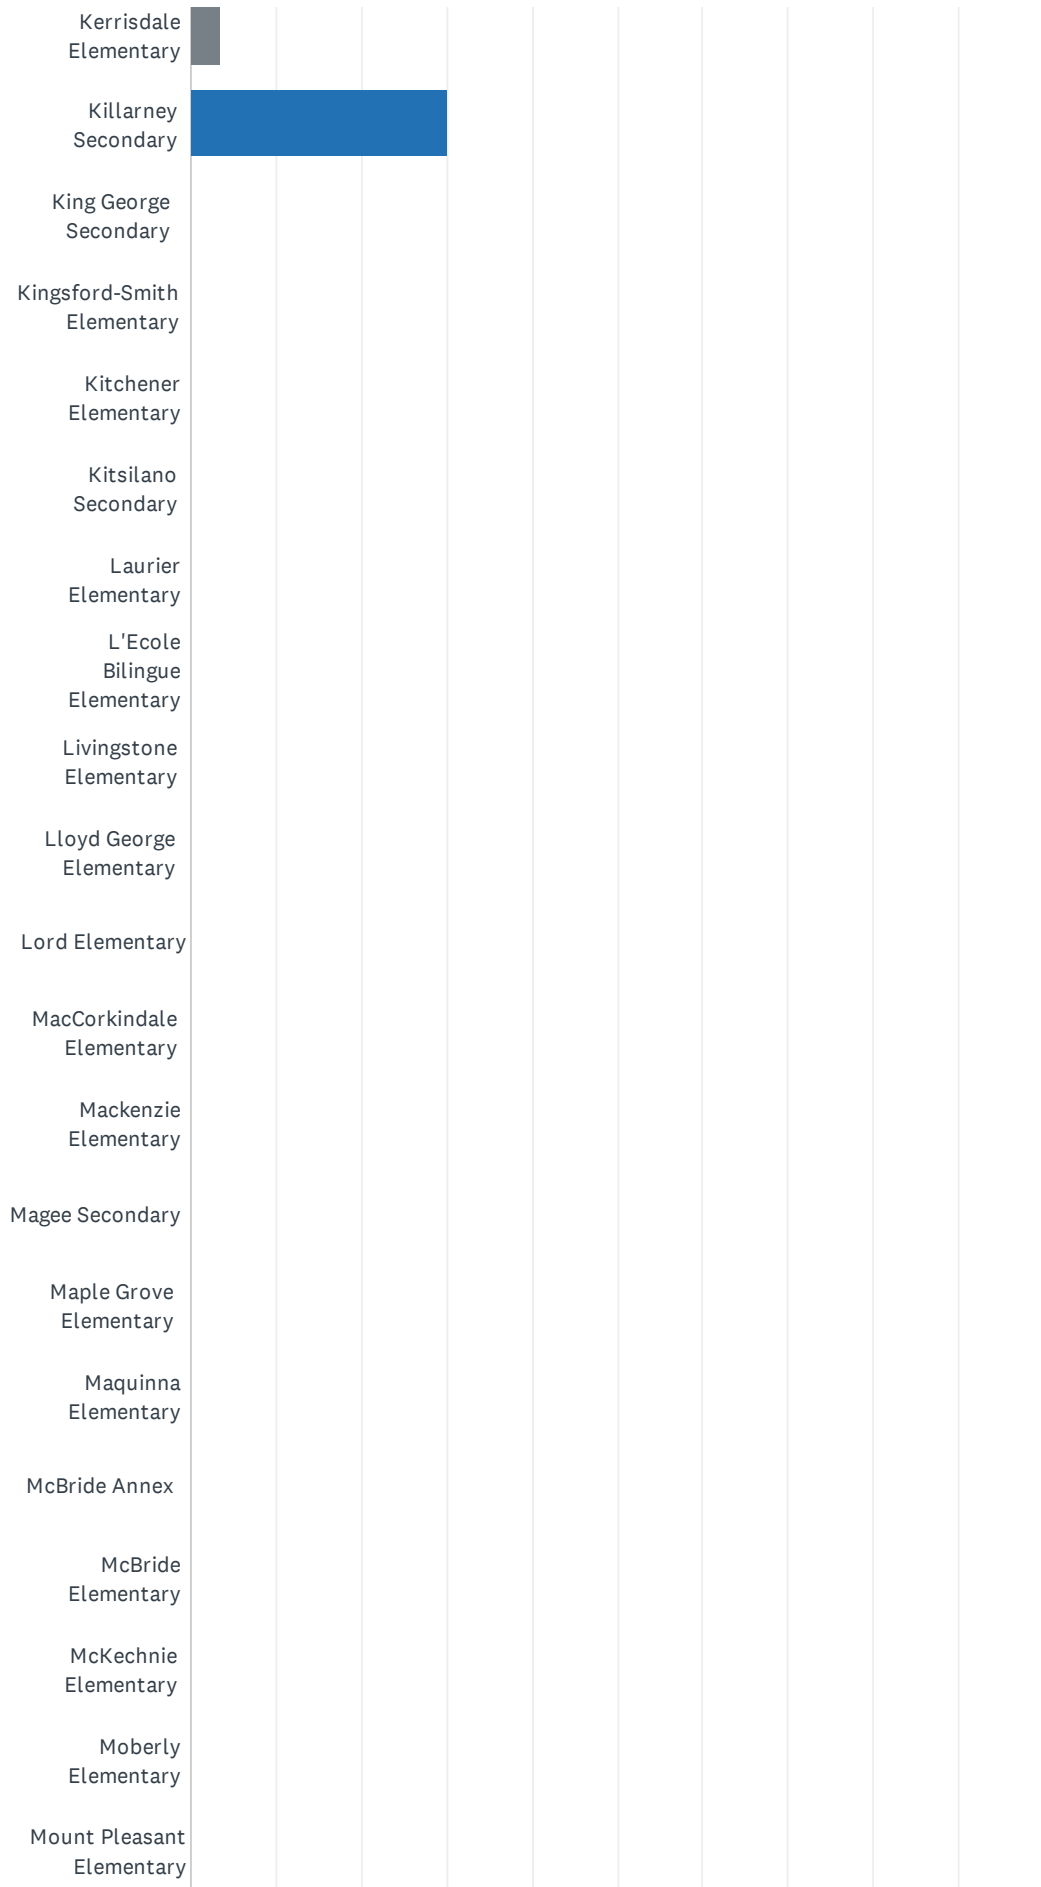 Kerrisdale
Elementary
Killarney
Secondary
King George
Secondary
Kingsford-Smith
Elementary
Kitchener
Elementary
Kitsilano
Secondary
Laurier
Elementary
L'Ecole
Bilingue
Elementary
Livingstone
Elementary
Lloyd George
Elementary
Lord Elementary
MacCorkindale
Elementary
Mackenzie
Elementary
Magee Secondary
Maple Grove
Elementary
Maquinna
Elementary
McBride Annex
McBride
Elementary
McKechnie
Elementary
Moberly
Elementary
Mount Pleasant
Elementary